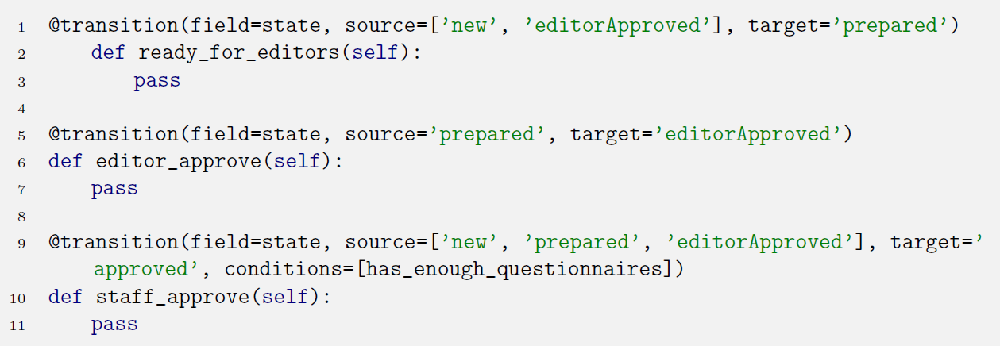 1 @transition(field=state, source=[’new’, ’editorApproved’], target=’prepared’)
2 def ready_for_editors(self):
3 pass
4
5 @transition(field=state, source=’prepared’, target=’editorApproved’)
6 def editor_approve(self):
7 pass
8
9 @transition(field=state, source=[’new’, ’prepared’, ’editorApproved’], target=’
approved’, conditions=[has_enough_questionnaires])
10 def staff_approve(self):
11 pass